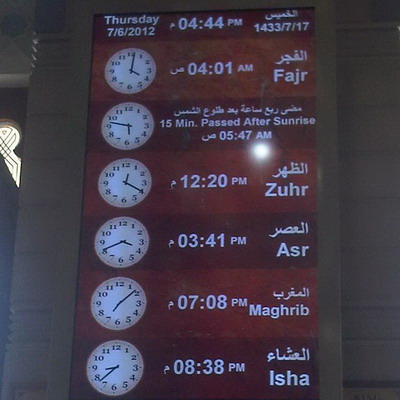 Thursday م 04:44 PM الخميس
7/6/2012 1433/7/17
ص 04:01 AM الفجر
Fajr
مضى ربع ساعة بعد طلوع الشمس
15 Min. Passed After Sunrise
ص 05:47 AM
م 12:20 PM الظهر
Zuhr
م 03:41 PM العصر
Asr
م 07:08 PM المغرب
Maghrib
م 08:38 PM العشاء
Isha